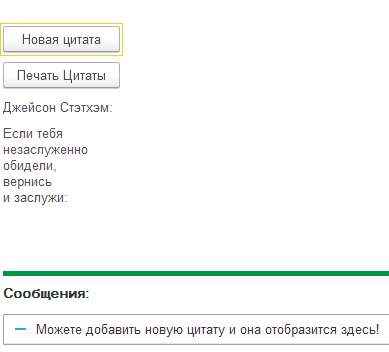 Новая цитата
Печать Цитаты
Джейсон Стэтхэм:
Если тебя
незаслуженно
обидели,
вернись
и заслужи:
Сообщения:
Можете добавить новую цитату и она отобразится здесь!